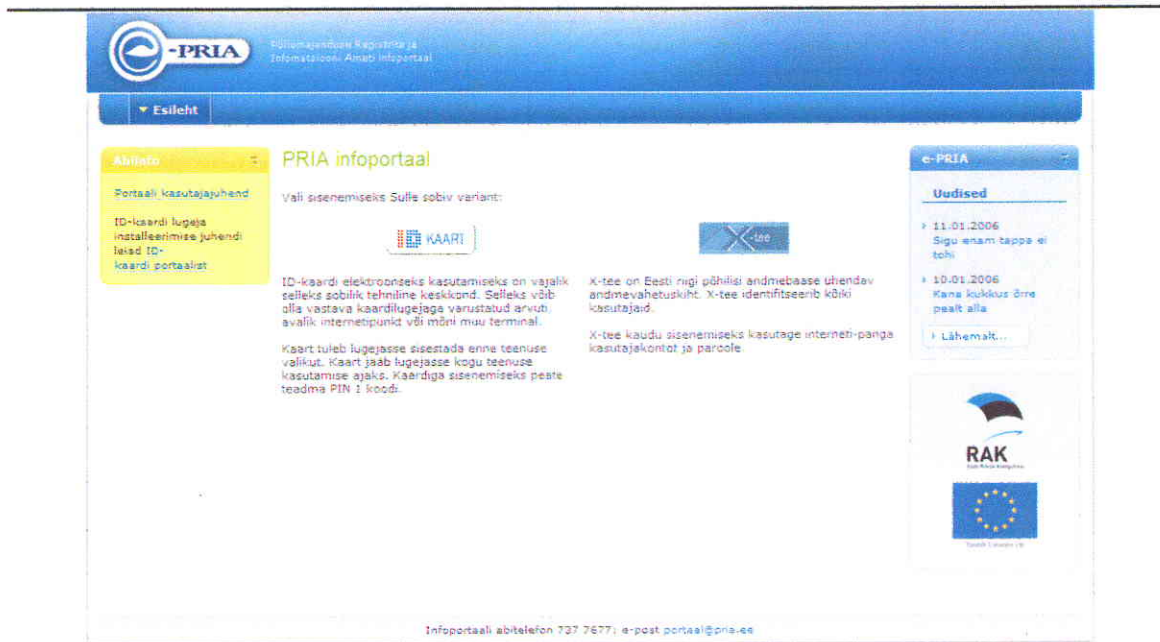 e-PRIA
Põllumajanduse Registrite ja
Informatsiooni Ameti Infoportaal
Esileht
Abiinfo
Portaali kasutajajuhend
ID-kaardi lugeja
installeerimise juhendi
leiad ID-
kaardi portaalist
PRIA infoportaal
Vali sisenemiseks Sulle sobiv variant:
ID KAART
ID-kaardi elektroonseks kasutamiseks on vajalik
selleks sobilik tehniline keskkond. Selleks võib
olla vastava kaardilugejaga varustatud arvuti,
avalik internetipunkt või mõni muu terminal.
Kaart tuleb lugejasse sisestada enne teenuse
valikut. Kaart jääb lugejasse kogu teenuse
kasutamise ajaks. Kaardiga sisenemiseks peate
teadma PIN 1 koodi.
X-tee
X-tee on Eesti riigi põhilisi andmebaase ühendav
andmevahetuskiht. X-tee identifitseerib kõiki
kasutajaid.
X-tee kaudu sisenemiseks kasutage interneti-panga
kasutajakontot ja paroole
e-PRIA
Uudised
11.01.2006
Sigu enam tappa ei
tohi
10.01.2006
Kana kukkus õrre
pealt alla
Lähemalt...
RAK
Infoportaali abitelefon 737 7677; e-post portaal@pria.ee